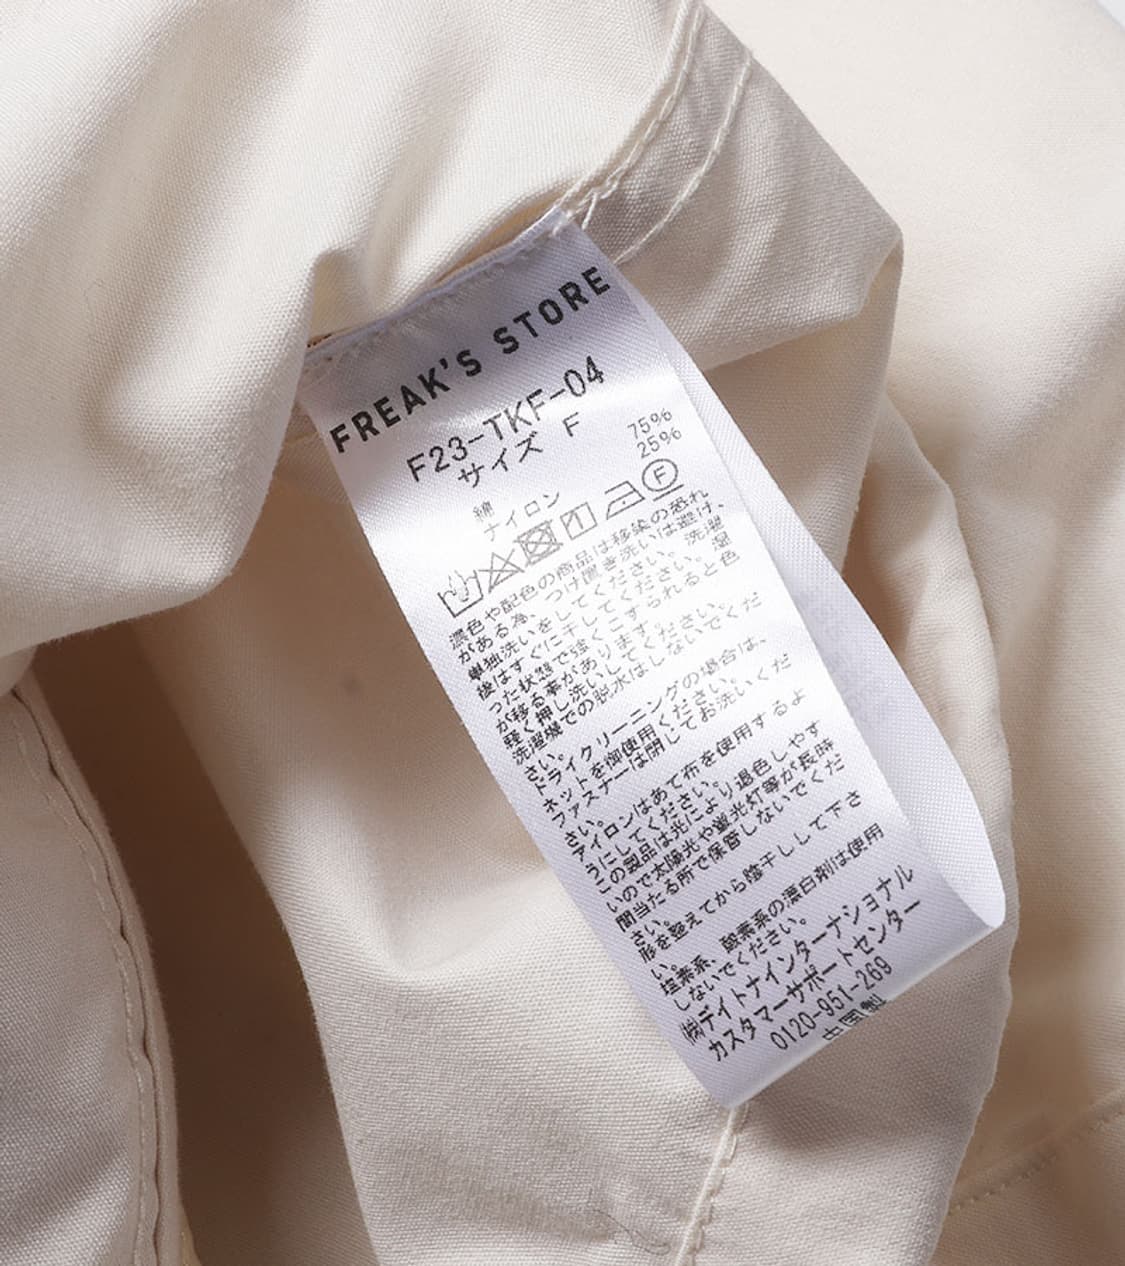 FREAK'S STORE
F23-TKF-04
サイズ F
綿 75%
ナイロン 25%
F
濃色や配色の商品は移染の恐れ
がある為、つけ置き洗いは避け、
単独洗いをしてください。洗濯
後はすぐに干してください。湿
った状態で強くこすられると色
が移る事があります。
軽く押し洗いしてください。
洗濯機での脱水はしないでくだ
さい。
ドライクリーニングの場合は、
ネットを御使用ください。
ファスナーは閉じてお洗いくだ
さい。
アイロンはあて布を使用するよ
うにしてください。
この製品は光により退色しやす
いので太陽光や蛍光灯等が長時
間当たる所で保管しないでくだ
さい。
形を整えてから陰干しして下さ
い。
塩素系、酸素系の漂白剤は使用
しないでください。
㈱デイトナインターナショナル
カスタマーサポートセンター
0120-951-269
中国製